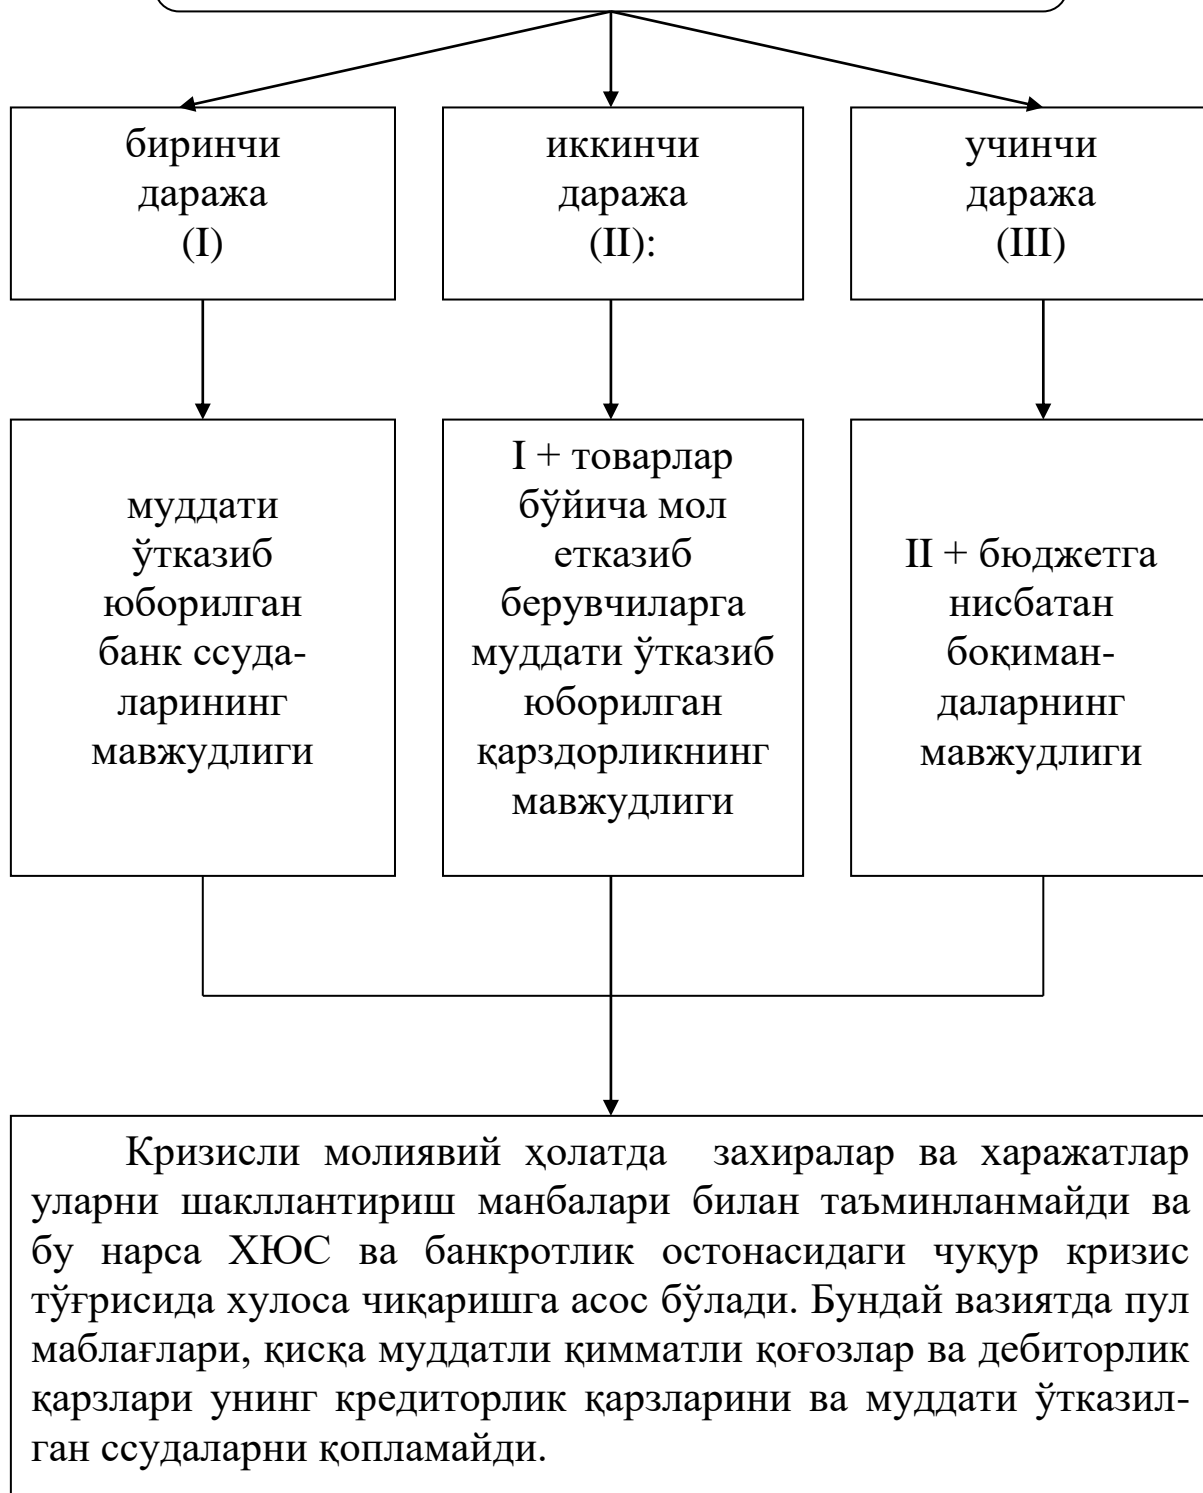 биринчи
даража
(I)
иккинчи
даража
(II):
учинчи
даража
(III)
муддати
ўтказиб
юборилган
банк ссуда-
ларининг
мавжудлиги
I + товарлар
бўйича мол
етказиб
берувчиларга
муддати ўтказиб
юборилган
қарздорликнинг
мавжудлиги
II + бюджетга
нисбатан
боқиман-
даларнинг
мавжудлиги
Кризисли молиявий ҳолатда захиралар ва харажатлар
уларни шакллантириш манбалари билан таъминланмайди ва
бу нарса ХЮС ва банкротлик остонасидаги чуқур кризис
тўғрисида хулоса чиқаришга асос бўлади. Бундай вазиятда пул
маблағлари, қисқа муддатли қимматли қоғозлар ва дебиторлик
қарзлари унинг кредиторлик қарзларини ва муддати ўтказил-
ган ссудаларни қопламайди.